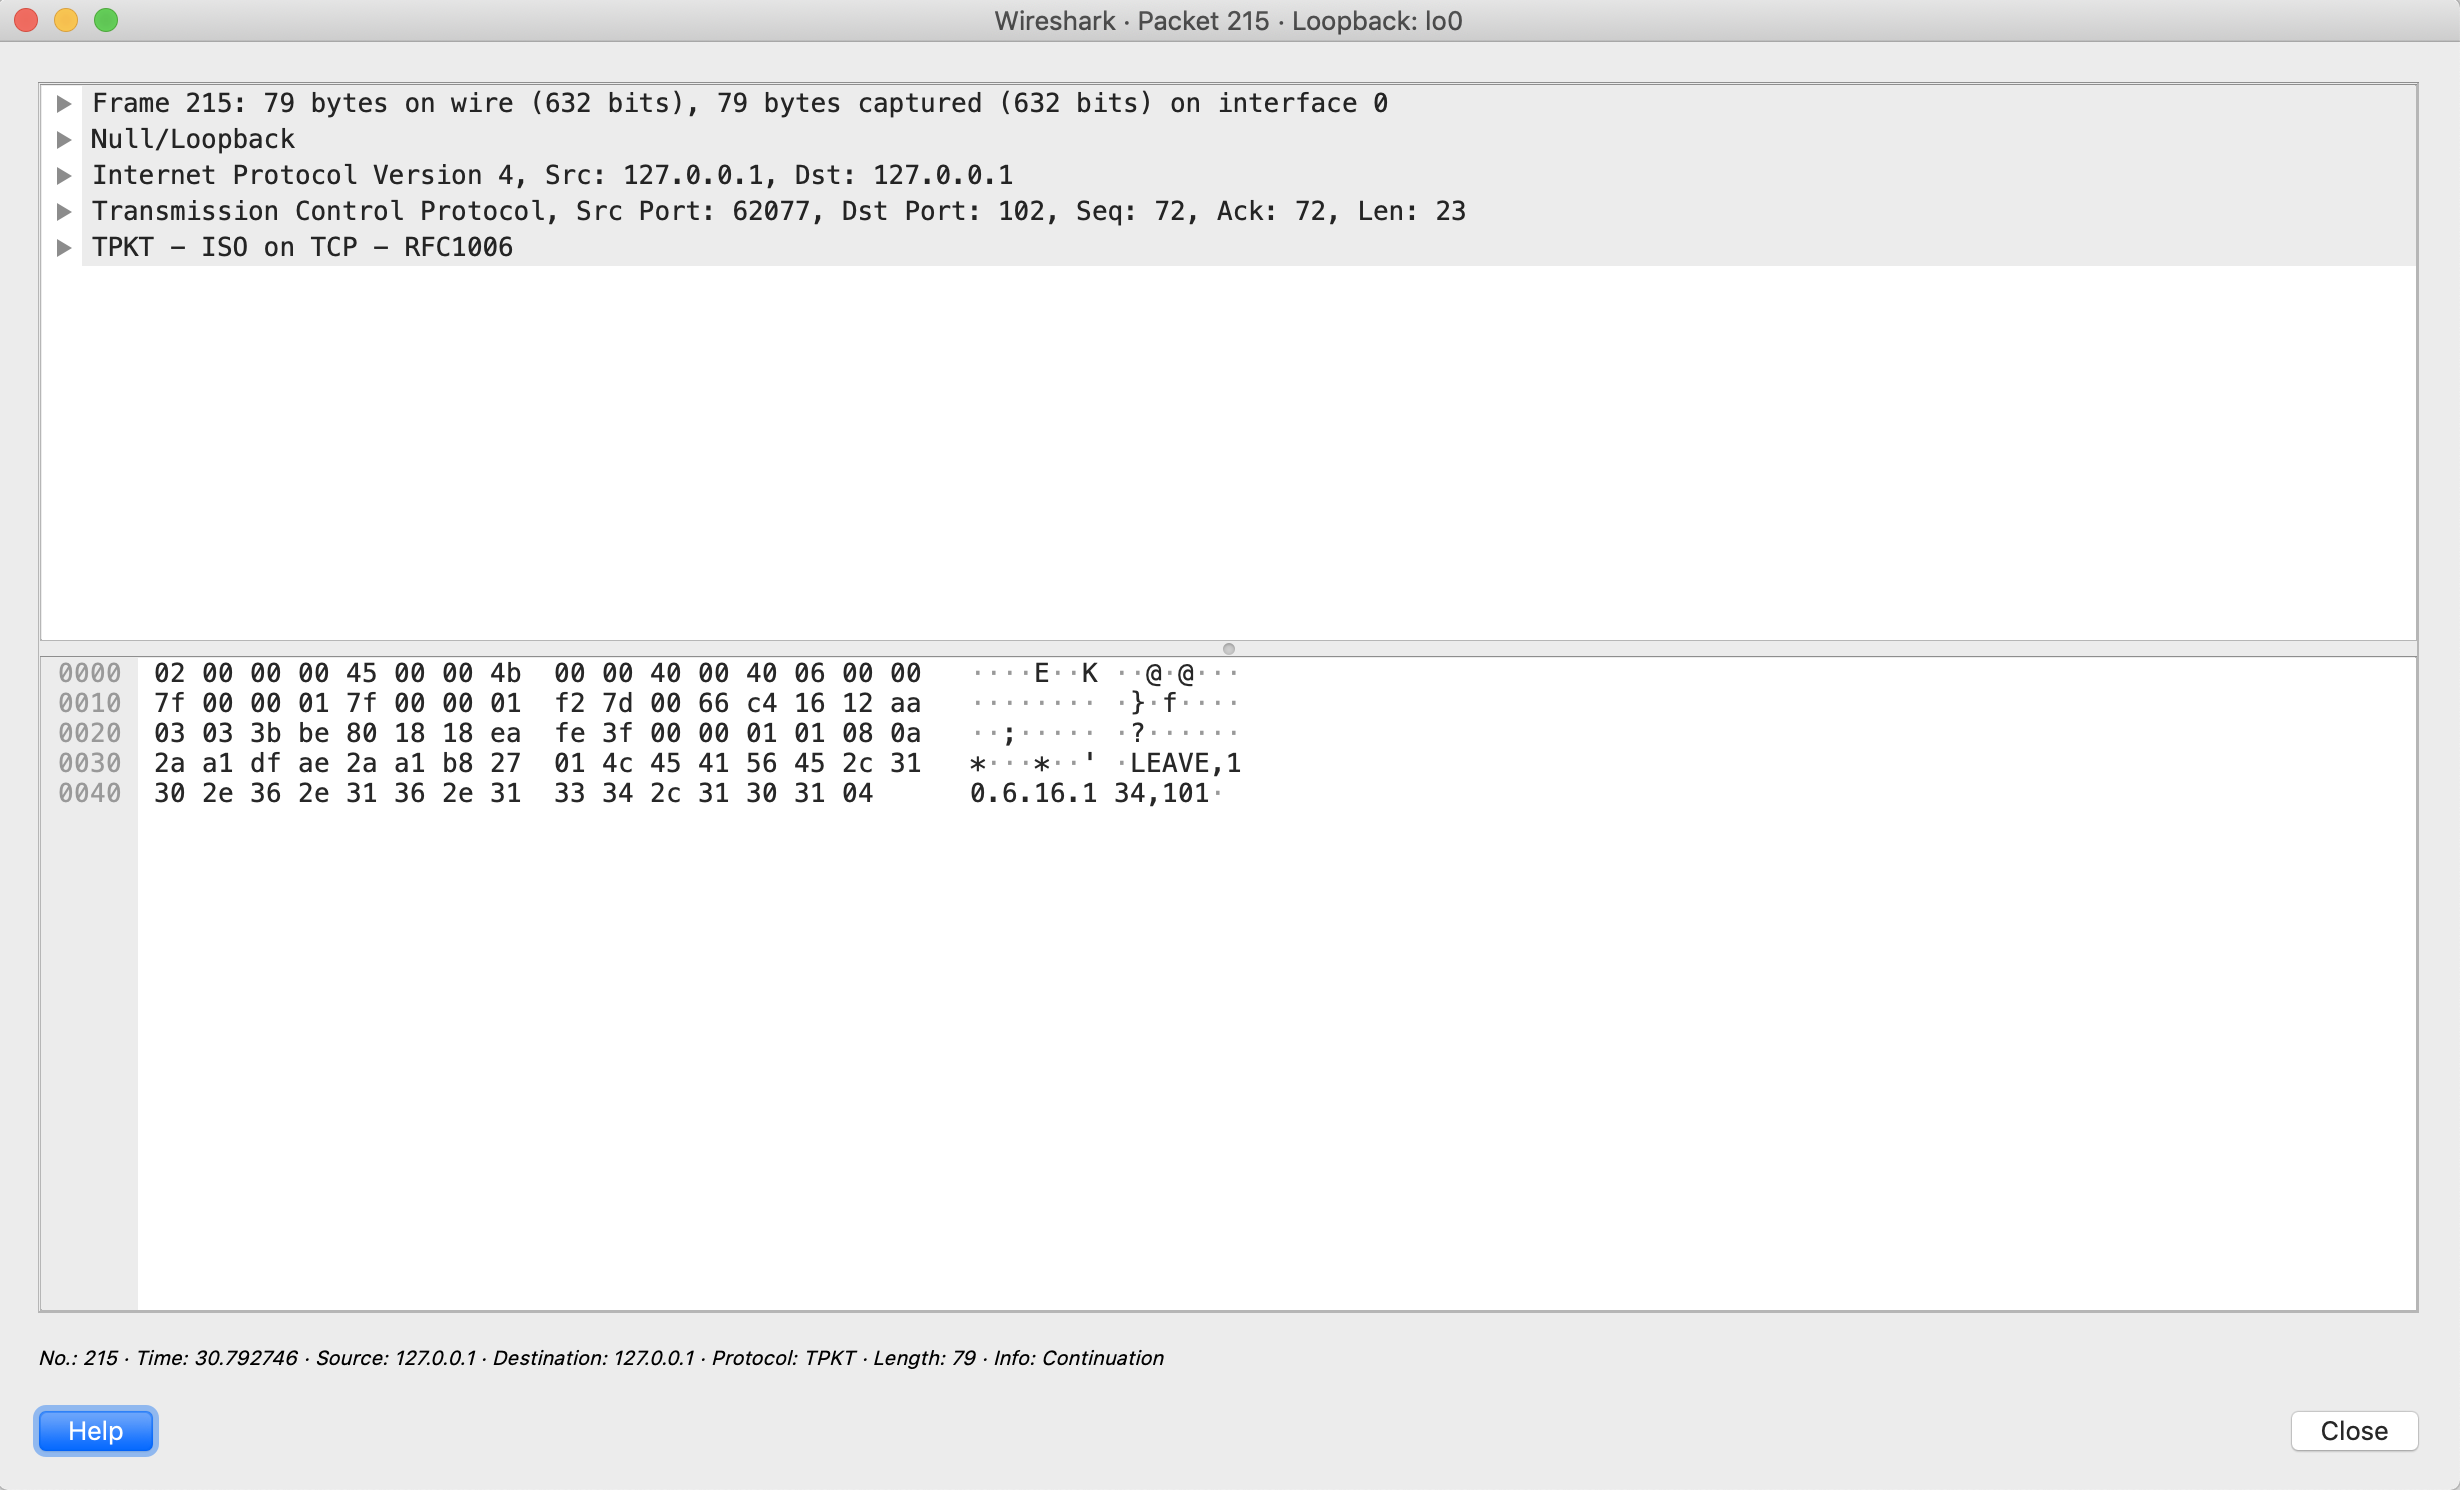 Wireshark · Packet 215 · Loopback: lo0
Frame 215: 79 bytes on wire (632 bits), 79 bytes captured (632 bits) on interface 0
Null/Loopback
Internet Protocol Version 4, Src: 127.0.0.1, Dst: 127.0.0.1
Transmission Control Protocol, Src Port: 62077, Dst Port: 102, Seq: 72, Ack: 72, Len: 23
TPKT – ISO on TCP – RFC1006
0000 02 00 00 00 45 00 00 4b 00 00 40 00 40 06 00 00 ····E··K ··@·@···
0010 7f 00 00 01 7f 00 00 01 f2 7d 00 66 c4 16 12 aa ········ ·}·f····
0020 03 03 3b be 80 18 18 ea fe 3f 00 00 01 01 08 0a ··;····· ·?······
0030 2a a1 df ae 2a a1 b8 27 01 4c 45 41 56 45 2c 31 *···*··' ·LEAVE,1
0040 30 2e 36 2e 31 36 2e 31 33 34 2c 31 30 31 04 0.6.16.1 34,101·
No.: 215 · Time: 30.792746 · Source: 127.0.0.1 · Destination: 127.0.0.1 · Protocol: TPKT · Length: 79 · Info: Continuation
Help
Close